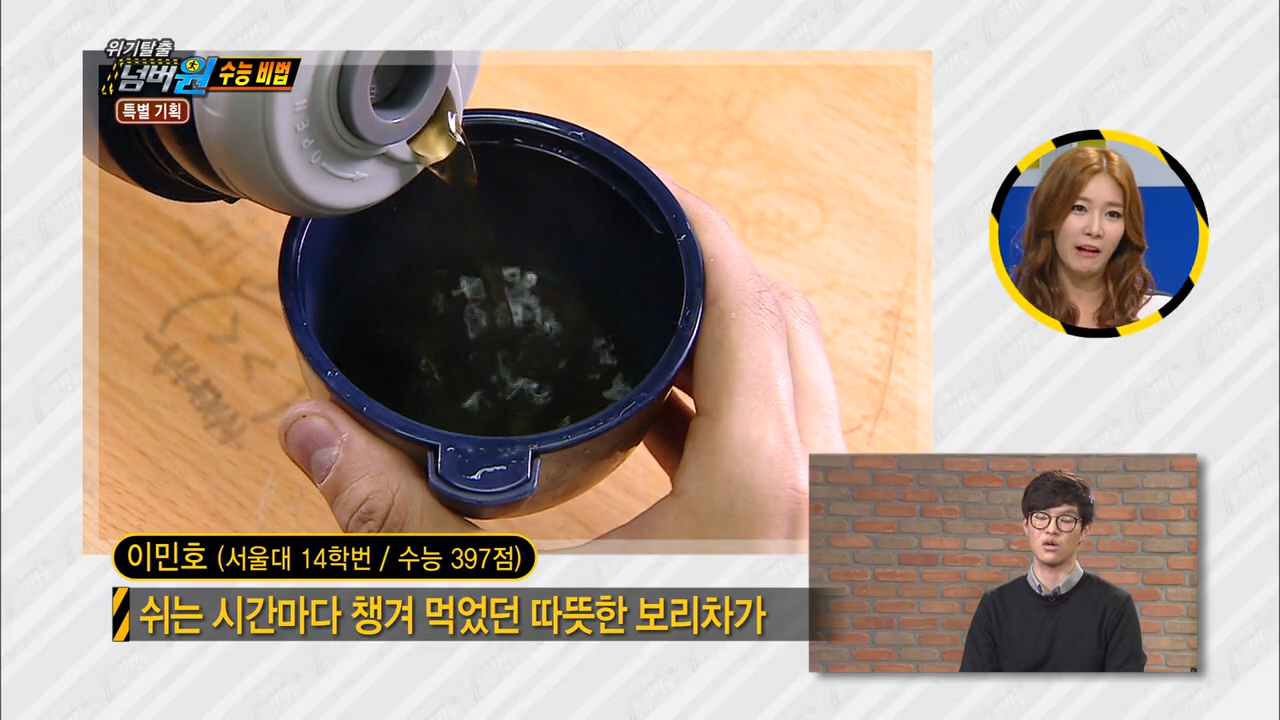 위기탈출
넘버원 수능 비법
특별 기획
OPEN
이민호 (서울대 14학번 / 수능 397점)
쉬는 시간마다 챙겨 먹었던 따뜻한 보리차가